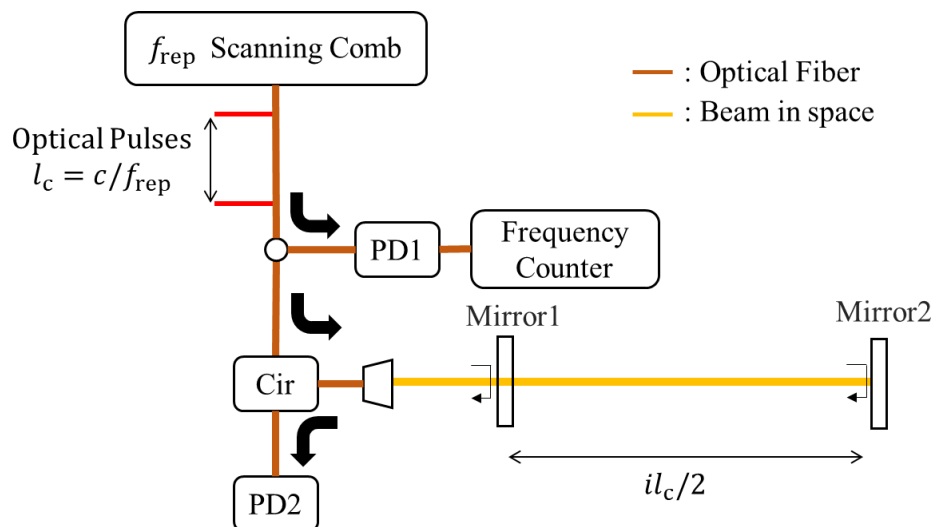 f_rep Scanning Comb
: Optical Fiber
: Beam in space
Optical Pulses
l_c = c/f_rep
PD1
Frequency
Counter
Mirror1
Mirror2
Cir
il_c/2
PD2